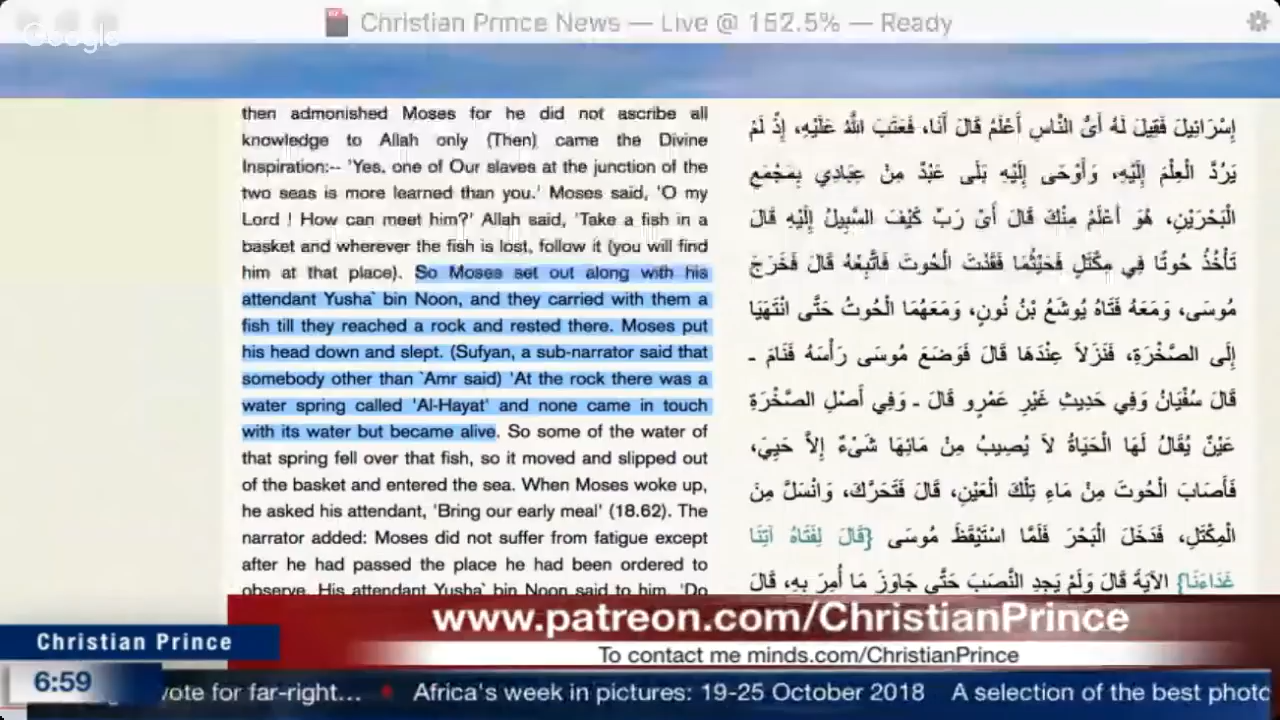 Christian Prince News — Live @ 152.5% — Ready
Google
then admonished Moses for he did not ascribe all
knowledge to Allah only (Then) came the Divine
Inspiration:-- 'Yes, one of Our slaves at the junction of
the two seas is more learned than you.' Moses said, 'O my
Lord ! How can meet him?' Allah said, 'Take a fish in a
basket and wherever the fish is lost, follow it (you will find
him at that place). So Moses set out along with his
attendant Yusha` bin Noon, and they carried with them a
fish till they reached a rock and rested there. Moses put
his head down and slept. (Sufyan, a sub-narrator said that
somebody other than `Amr said) 'At the rock there was a
water spring called 'Al-Hayat' and none came in touch
with its water but became alive. So some of the water of
that spring fell over that fish, so it moved and slipped out
of the basket and entered the sea. When Moses woke up,
he asked his attendant, 'Bring our early meal' (18.62). The
narrator added: Moses did not suffer from fatigue except
after he had passed the place he had been ordered to
observe. His attendant Yusha` bin Noon said to him, 'Do
إِسْرَائِيلَ فَقِيلَ لَهُ أَىُّ النَّاسِ أَعْلَمُ قَالَ أَنَا، فَعَتَبَ اللَّهُ عَلَيْهِ، إِذْ لَمْ
يَرُدَّ الْعِلْمَ إِلَيْهِ، وَأَوْحَى إِلَيْهِ بَلَى عَبْدٌ مِنْ عِبَادِي بِمَجْمَعِ
الْبَحْرَيْنِ، هُوَ أَعْلَمُ مِنْكَ قَالَ أَىْ رَبِّ كَيْفَ السَّبِيلُ إِلَيْهِ قَالَ
تَأْخُذُ حُوتًا فِي مِكْتَلٍ فَحَيْثُمَا فَقَدْتَ الْحُوتَ فَاتَّبِعْهُ قَالَ فَخَرَجَ
مُوسَى، وَمَعَهُ فَتَاهُ يُوشَعُ بْنُ نُونٍ، وَمَعَهُمَا الْحُوتُ حَتَّى انْتَهَيَا
إِلَى الصَّخْرَةِ، فَنَزَلاَ عِنْدَهَا قَالَ فَوَضَعَ مُوسَى رَأْسَهُ فَنَامَ ـ
قَالَ سُفْيَانُ وَفِي حَدِيثِ غَيْرِ عَمْرٍو قَالَ ـ وَفِي أَصْلِ الصَّخْرَةِ
عَيْنٌ يُقَالُ لَهَا الْحَيَاةُ لاَ يُصِيبُ مِنْ مَائِهَا شَىْءٌ إِلاَّ حَيِيَ،
فَأَصَابَ الْحُوتَ مِنْ مَاءِ تِلْكَ الْعَيْنِ، قَالَ فَتَحَرَّكَ، وَانْسَلَّ مِنَ
الْمِكْتَلِ، فَدَخَلَ الْبَحْرَ فَلَمَّا اسْتَيْقَظَ مُوسَى {قَالَ لِفَتَاهُ آتِنَا
غَدَاءَنَا} الآيَةَ قَالَ وَلَمْ يَجِدِ النَّصَبَ حَتَّى جَاوَزَ مَا أُمِرَ بِهِ، قَالَ
www.patreon.com/ChristianPrince
To contact me minds.com/ChristianPrince
Christian Prince
6:59
vote for far-right... • Africa's week in pictures: 19-25 October 2018 A selection of the best photo